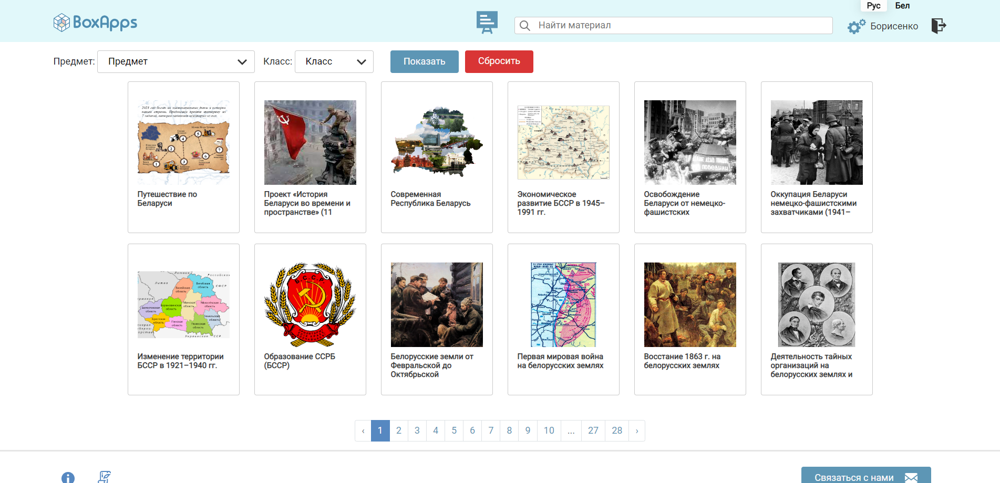 Рус Бел
BoxApps
Найти материал
Борисенко
Предмет: Предмет
Класс: Класс
Показать
Сбросить
Путешествие по
Беларуси
Проект «История
Беларуси во времени и
пространстве» (11
Современная
Республика Беларусь
Экономическое
развитие БССР в 1945–
1991 гг.
Освобождение
Беларуси от немецко-
фашистских
Оккупация Беларуси
немецко-фашистскими
захватчиками (1941–
Изменение территории
БССР в 1921–1940 гг.
Образование ССРБ
(БССР)
Белорусские земли от
Февральской до
Октябрьской
Первая мировая война
на белорусских землях
Восстание 1863 г. на
белорусских землях
Деятельность тайных
организаций на
белорусских землях и
‹ 1 2 3 4 5 6 7 8 9 10 ... 27 28 ›
Связаться с нами